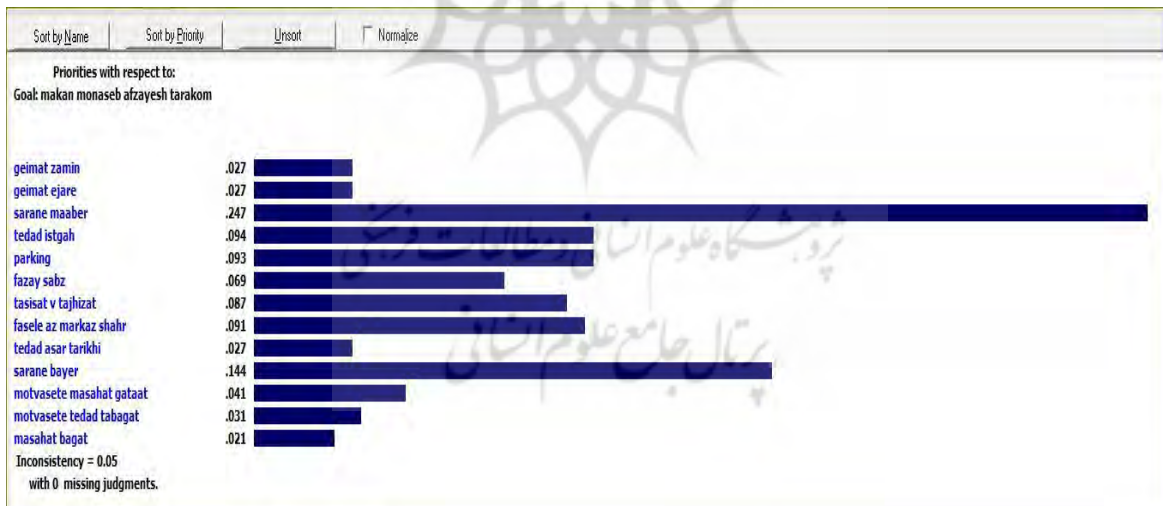 Sort by Name Sort by Priority Unsort Normalize
Priorities with respect to:
Goal: makan monaseb afzayesh tarakom
geimat zamin .027
geimat ejare .027
sarane maaber .247
tedad istgah .094
parking .093
fazay sabz .069
tasisat v tajhizat .087
fasele az markaz shahr .091
tedad asar tarikhi .027
sarane bayer .144
motvasete masahat gataat .041
motvasete tedad tabagat .031
masahat bagat .021
Inconsistency = 0.05
with 0 missing judgments.
پژوهشگاه علوم انسانی و مطالعات فرهنگی
پرتال جامع علوم انسانی